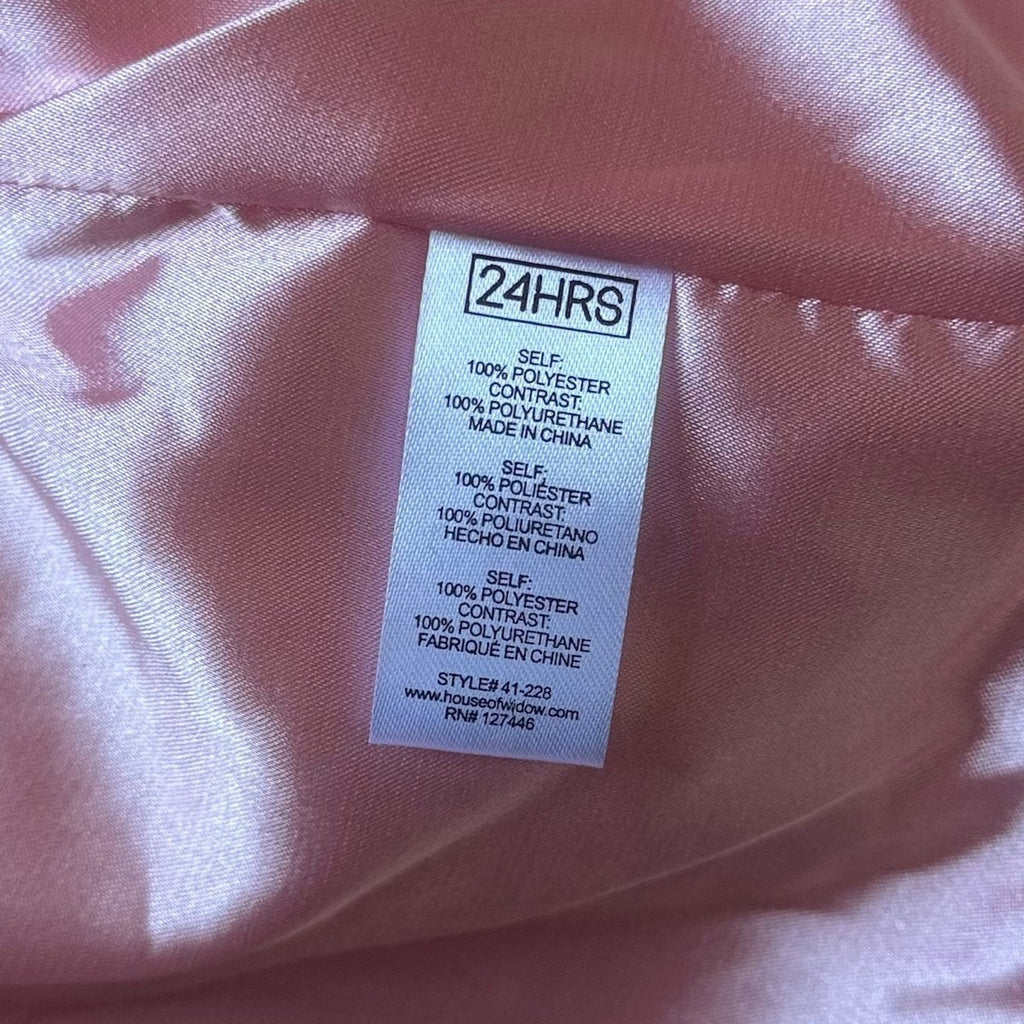 24HRS
SELF:
100% POLYESTER
CONTRAST:
100% POLYURETHANE
MADE IN CHINA
SELF:
100% POLIÉSTER
CONTRAST:
100% POLIURETANO
HECHO EN CHINA
SELF:
100% POLYESTER
CONTRAST:
100% POLYURETHANE
FABRIQUÉ EN CHINE
STYLE# 41-228
www.houseofwidow.com
RN# 127446